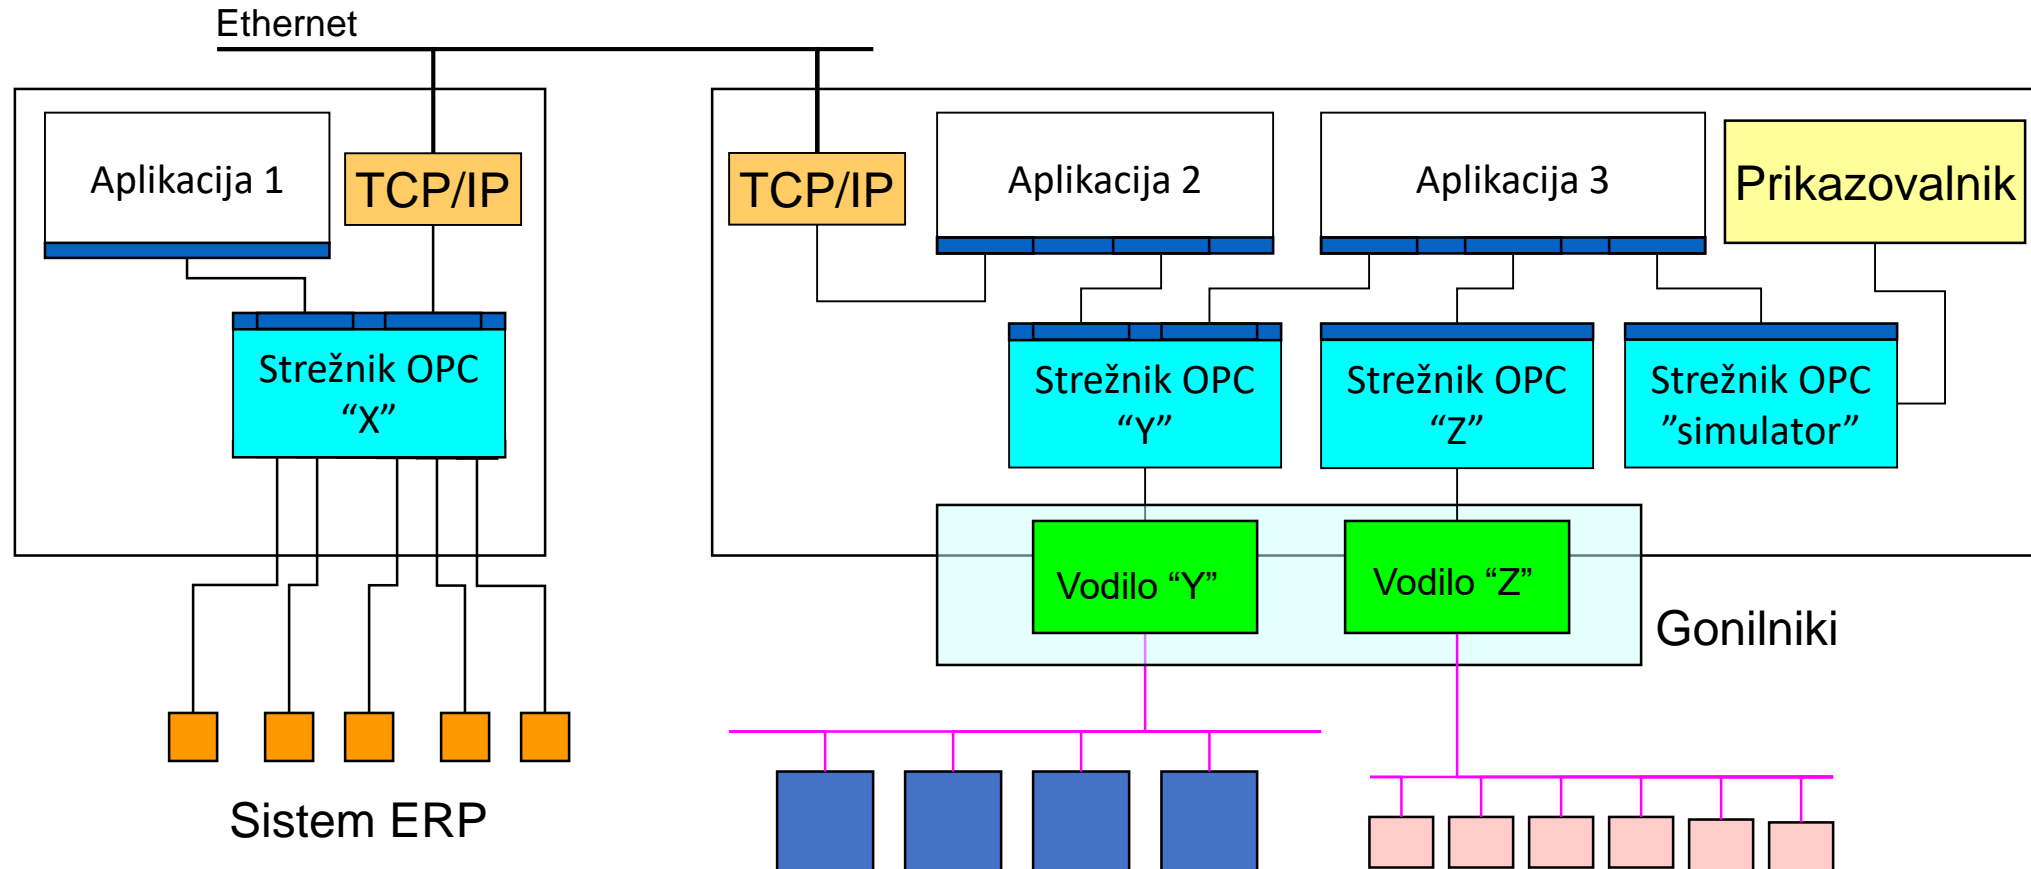 Ethernet
Aplikacija 1
TCP/IP
TCP/IP
Aplikacija 2
Aplikacija 3
Prikazovalnik
Strežnik OPC
“X”
Strežnik OPC
“Y”
Strežnik OPC
“Z”
Strežnik OPC
”simulator”
Vodilo “Y”
Vodilo “Z”
Gonilniki
Sistem ERP